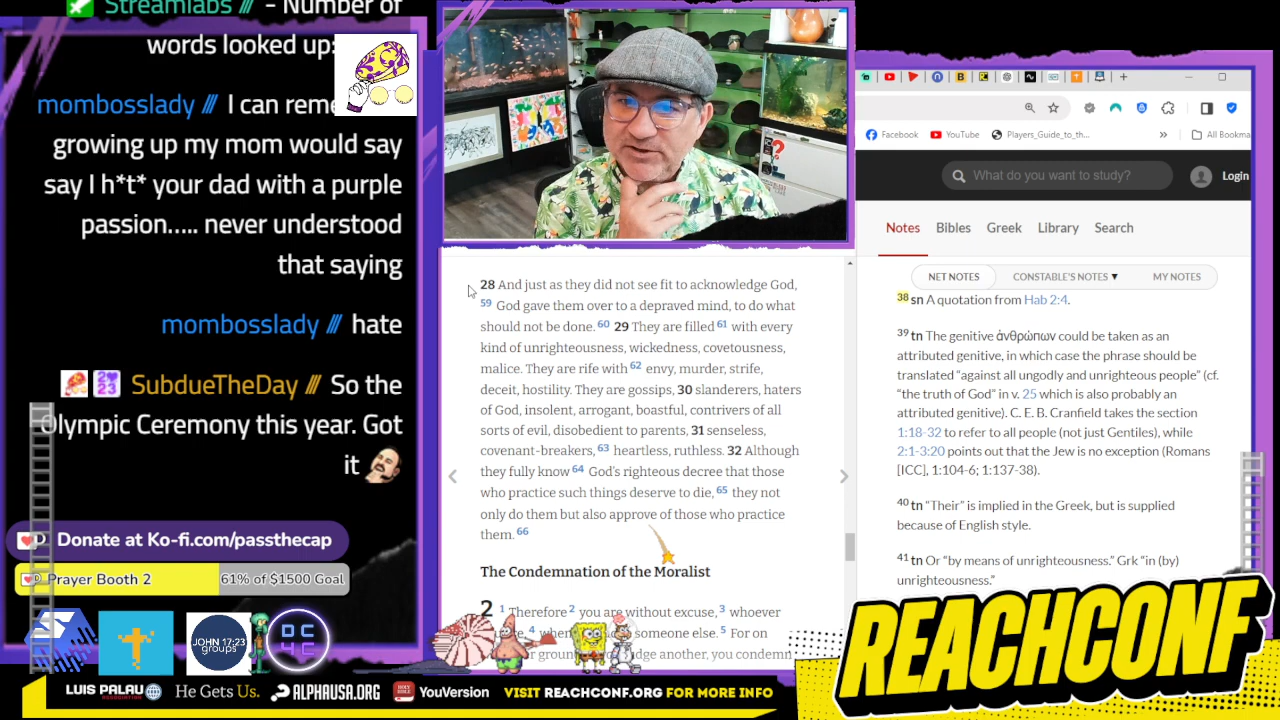 Streamlabs /// - Number of
words looked up:
mombosslady /// I can reme
growing up my mom would say
say I h*t* your dad with a purple
passion..... never understood
that saying
mombosslady /// hate
SubdueTheDay /// So the
Olympic Ceremony this year. Got
it
Donate at Ko-fi.com/passthecap
Prayer Booth 2
61% of $1500 Goal
JOHN 17:23
groups
DC
4C
28 And just as they did not see fit to acknowledge God,
59 God gave them over to a depraved mind, to do what
should not be done. 60 29 They are filled 61 with every
kind of unrighteousness, wickedness, covetousness,
malice. They are rife with 62 envy, murder, strife,
deceit, hostility. They are gossips, 30 slanderers, haters
of God, insolent, arrogant, boastful, contrivers of all
sorts of evil, disobedient to parents, 31 senseless,
covenant-breakers, 63 heartless, ruthless. 32 Although
they fully know 64 God's righteous decree that those
who practice such things deserve to die, 65 they not
only do them but also approve of those who practice
them. 66
The Condemnation of the Moralist
2 1 Therefore 2 you are without excuse, 3 whoever
4 someone else. 5 For on
another, you condemn
Facebook
YouTube
Players_Guide_to_th...
»
All Bookma
What do you want to study?
Login
Notes
Bibles
Greek
Library
Search
NET NOTES
CONSTABLE'S NOTES ▼
MY NOTES
38 sn A quotation from Hab 2:4.
39 tn The genitive ἀνθρώπων could be taken as an
attributed genitive, in which case the phrase should be
translated “against all ungodly and unrighteous people” (cf.
“the truth of God” in v. 25 which is also probably an
attributed genitive). C. E. B. Cranfield takes the section
1:18-32 to refer to all people (not just Gentiles), while
2:1-3:20 points out that the Jew is no exception (Romans
[ICC], 1:104-6; 1:137-38).
40 tn “Their” is implied in the Greek, but is supplied
because of English style.
41 tn Or “by means of unrighteousness.” Grk “in (by)
unrighteousness.”
REACHCONF
LUIS PALAU
He Gets Us.
ALPHAUSA.ORG
YouVersion
VISIT REACHCONF.ORG FOR MORE INFO